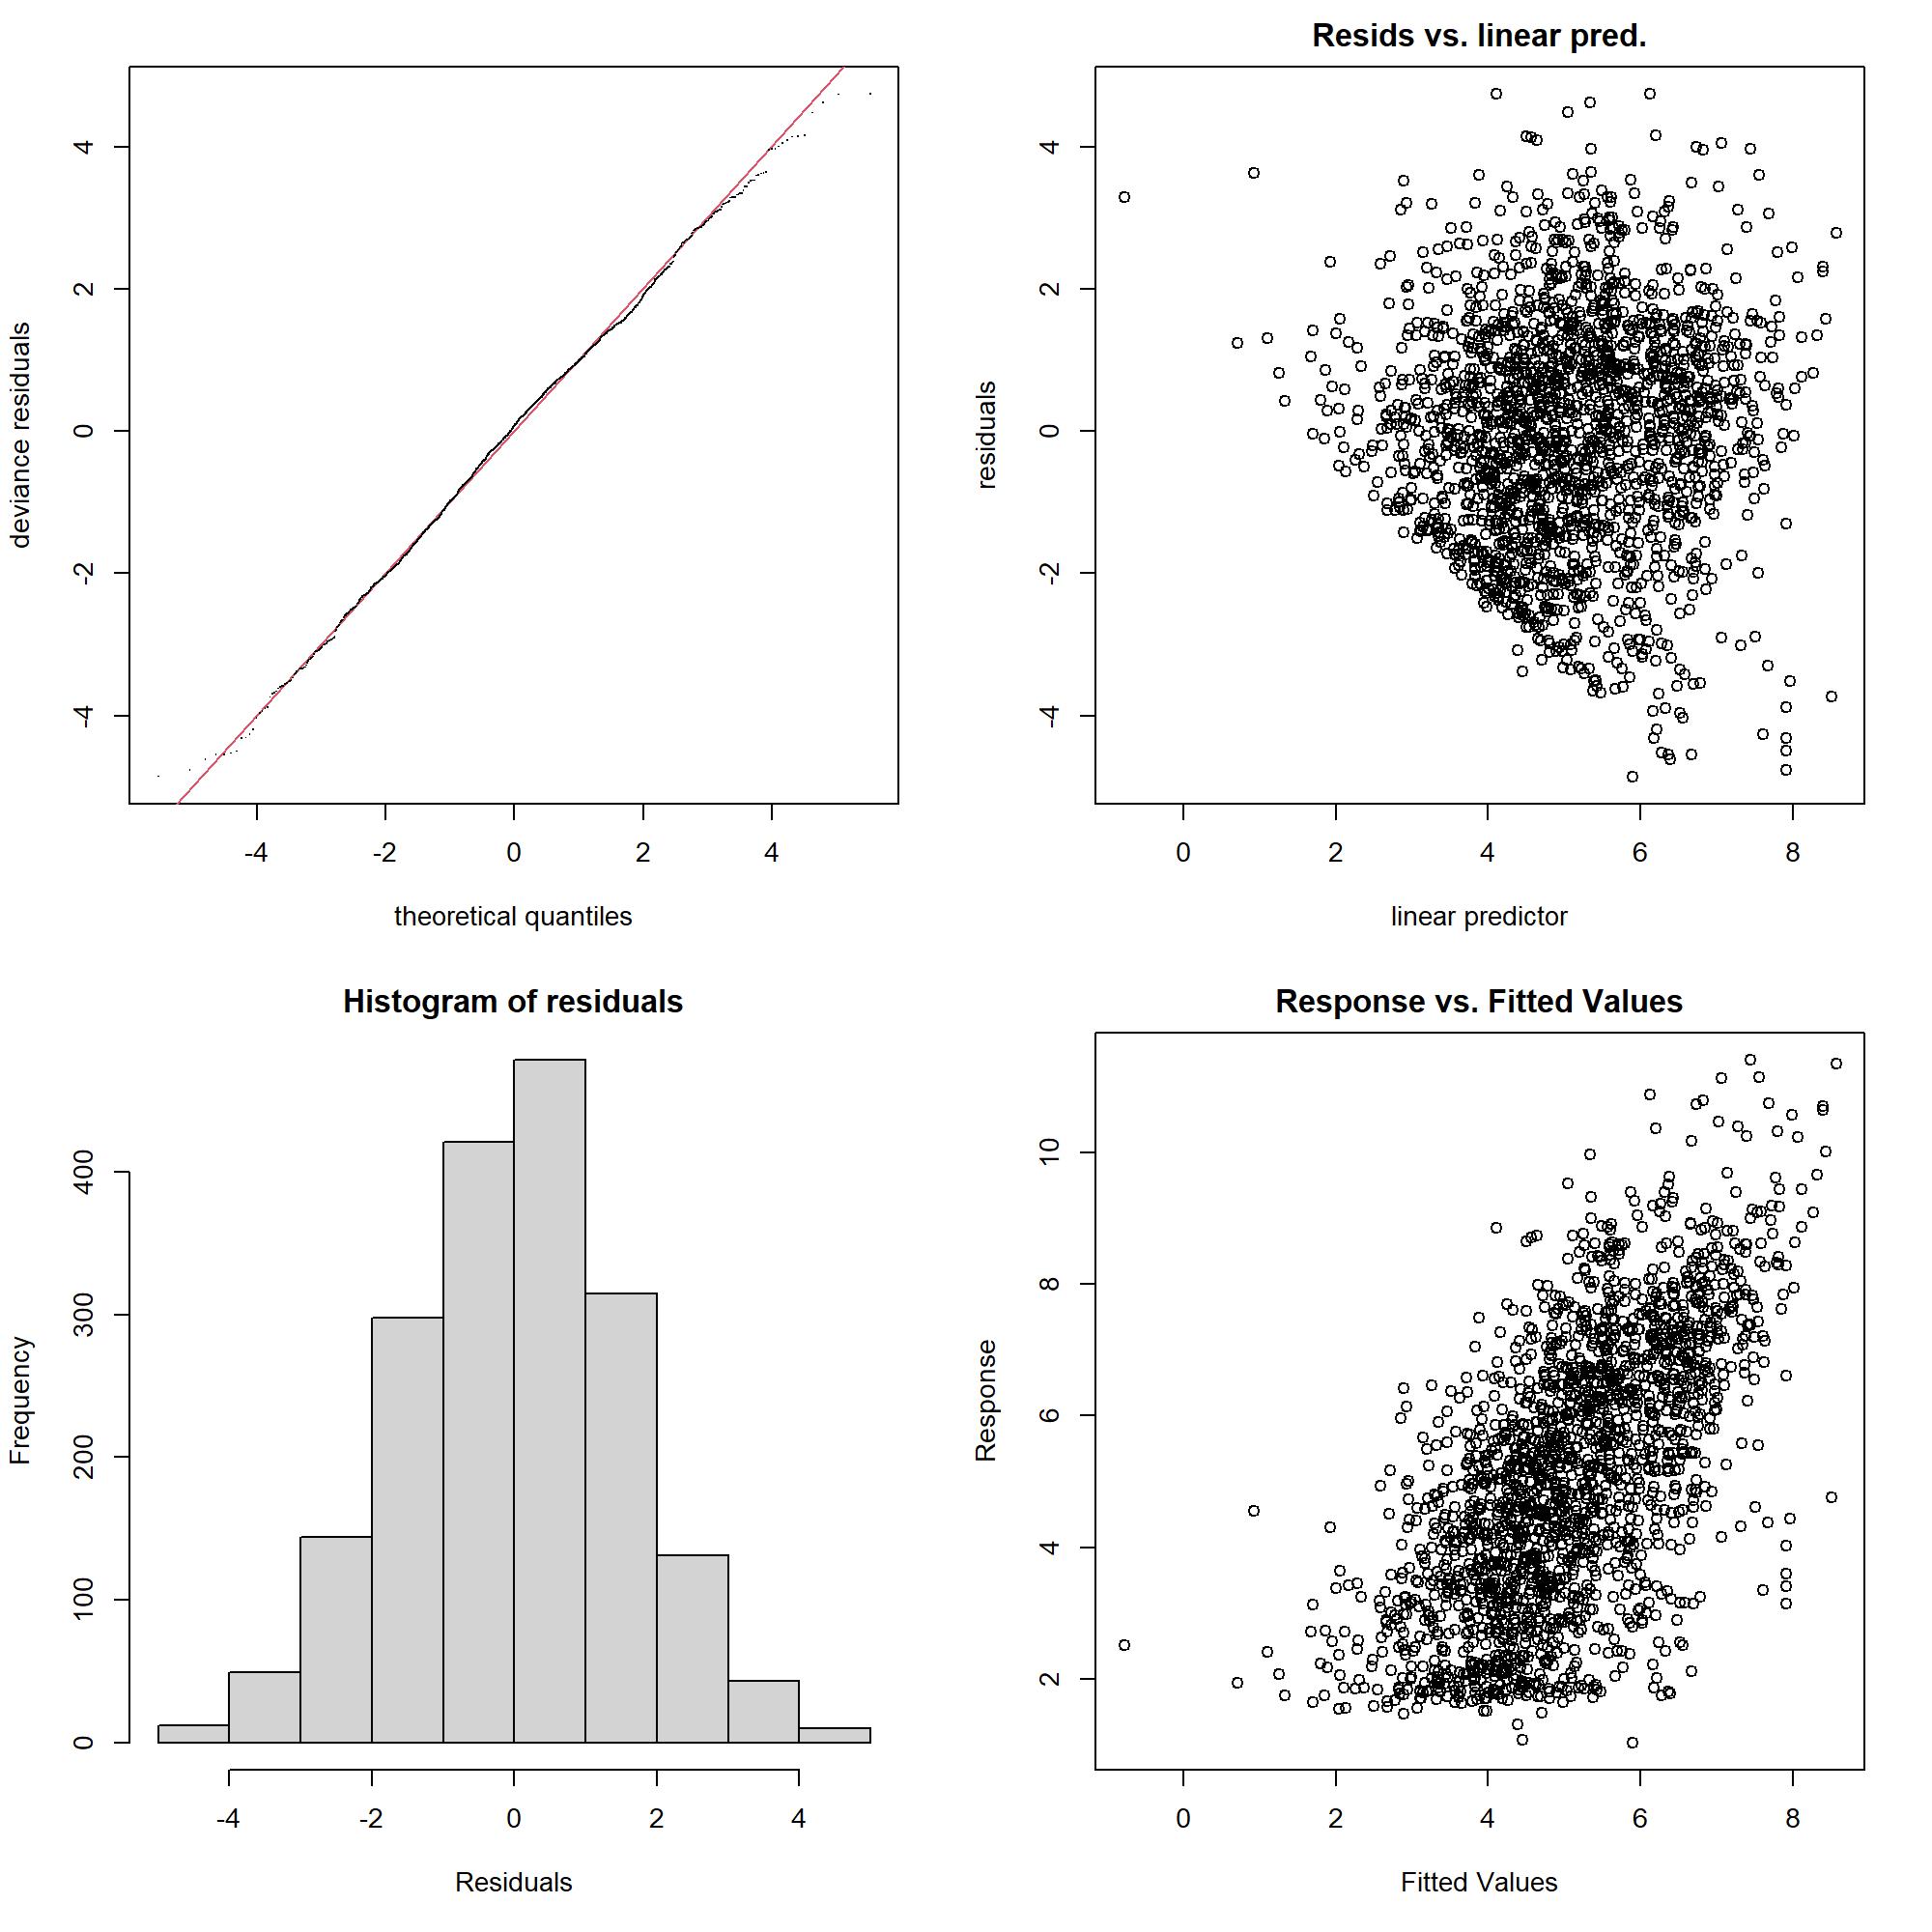 deviance residuals
4
2
0
-2
-4
-4 -2 0 2 4
theoretical quantiles
Resids vs. linear pred.
residuals
4
2
0
-2
-4
0 2 4 6 8
linear predictor
Histogram of residuals
Frequency
400
300
200
100
0
-4 -2 0 2 4
Residuals
Response vs. Fitted Values
Response
10
8
6
4
2
0 2 4 6 8
Fitted Values